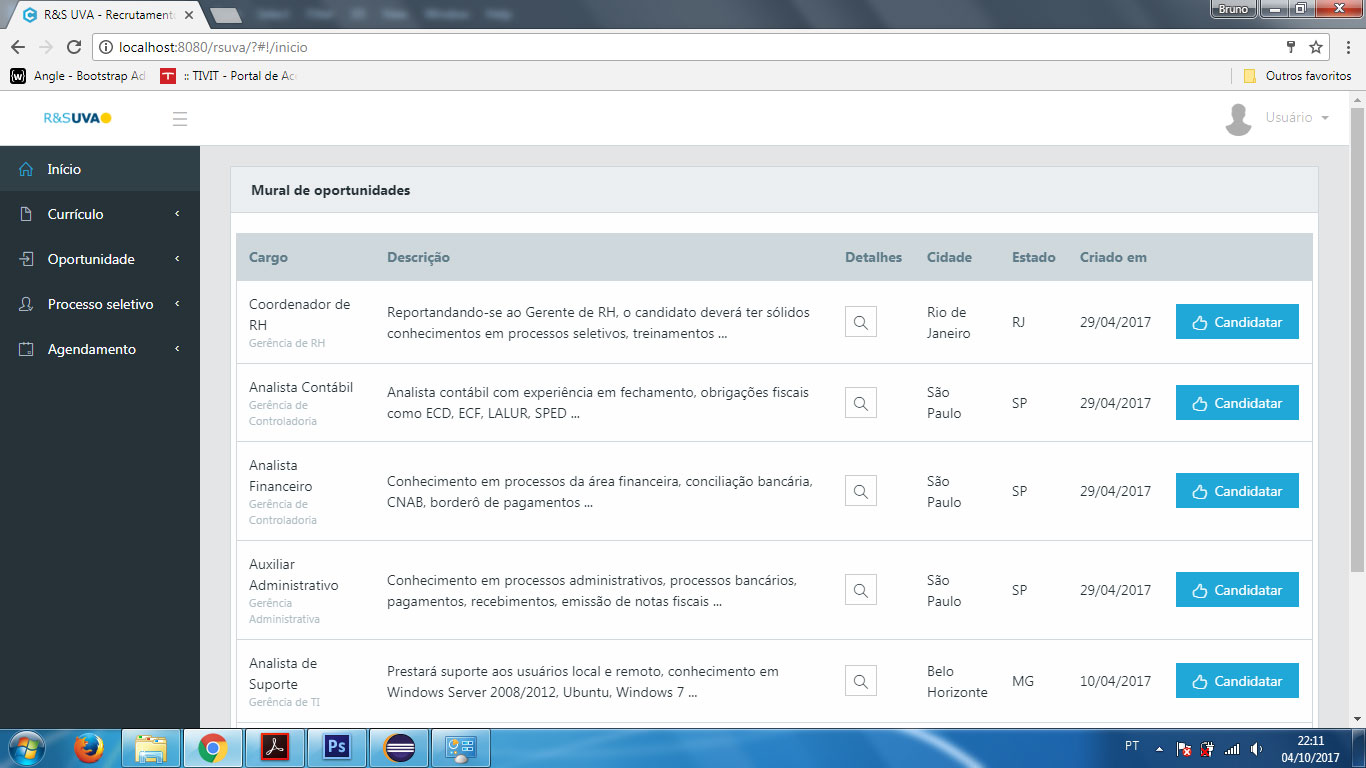 R&S UVA - Recrutament
Bruno
localhost:8080/rsuva/?#!/inicio
Angle - Bootstrap Ad
:: TIVIT - Portal de Ace
Outros favoritos
R&SUVA
Usuário
Início
Currículo
Oportunidade
Processo seletivo
Agendamento
Mural de oportunidades
Cargo Descrição Detalhes Cidade Estado Criado em
Coordenador de
RH
Gerência de RH
Reportandando-se ao Gerente de RH, o candidato deverá ter sólidos
conhecimentos em processos seletivos, treinamentos ...
Rio de
Janeiro
RJ
29/04/2017
Candidatar
Analista Contábil
Gerência de
Controladoria
Analista contábil com experiência em fechamento, obrigações fiscais
como ECD, ECF, LALUR, SPED ...
São
Paulo
SP
29/04/2017
Candidatar
Analista
Financeiro
Gerência de
Controladoria
Conhecimento em processos da área financeira, conciliação bancária,
CNAB, borderô de pagamentos ...
São
Paulo
SP
29/04/2017
Candidatar
Auxiliar
Administrativo
Gerência
Administrativa
Conhecimento em processos administrativos, processos bancários,
pagamentos, recebimentos, emissão de notas fiscais ...
São
Paulo
SP
29/04/2017
Candidatar
Analista de
Suporte
Gerência de TI
Prestará suporte aos usuários local e remoto, conhecimento em
Windows Server 2008/2012, Ubuntu, Windows 7 ...
Belo
Horizonte
MG
10/04/2017
Candidatar
Ps
PT
22:11
04/10/2017